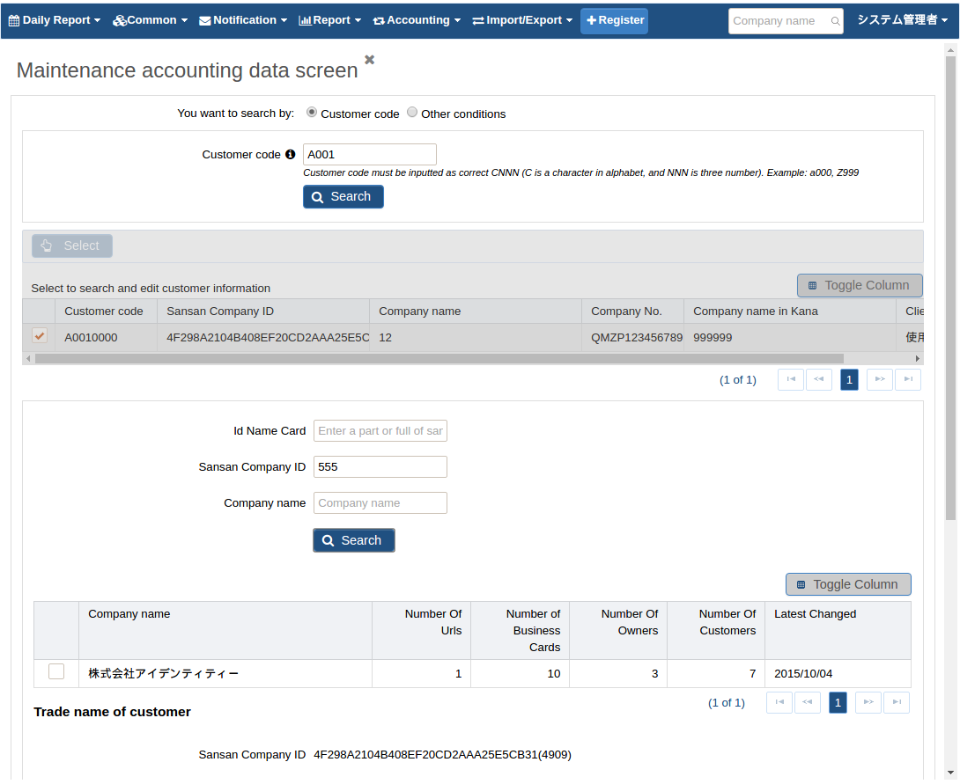 Daily Report Common Notification Report Accounting Import/Export Register Company name システム管理者
Maintenance accounting data screen
You want to search by: Customer code Other conditions
Customer code A001
Customer code must be inputted as correct CNNN (C is a character in alphabet, and NNN is three number). Example: a000, Z999
Search
Select
Select to search and edit customer information Toggle Column
Customer code Sansan Company ID Company name Company No. Company name in Kana Clie
A0010000 4F298A2104B408EF20CD2AAA25E5C 12 QMZP123456789 999999 使用
(1 of 1) 1
Id Name Card Enter a part or full of sar
Sansan Company ID 555
Company name Company name
Search
Toggle Column
Company name Number Of Urls Number of Business Cards Number Of Owners Number Of Customers Latest Changed
株式会社アイデンティティー 1 10 3 7 2015/10/04
(1 of 1) 1
Trade name of customer
Sansan Company ID 4F298A2104B408EF20CD2AAA25E5CB31(4909)